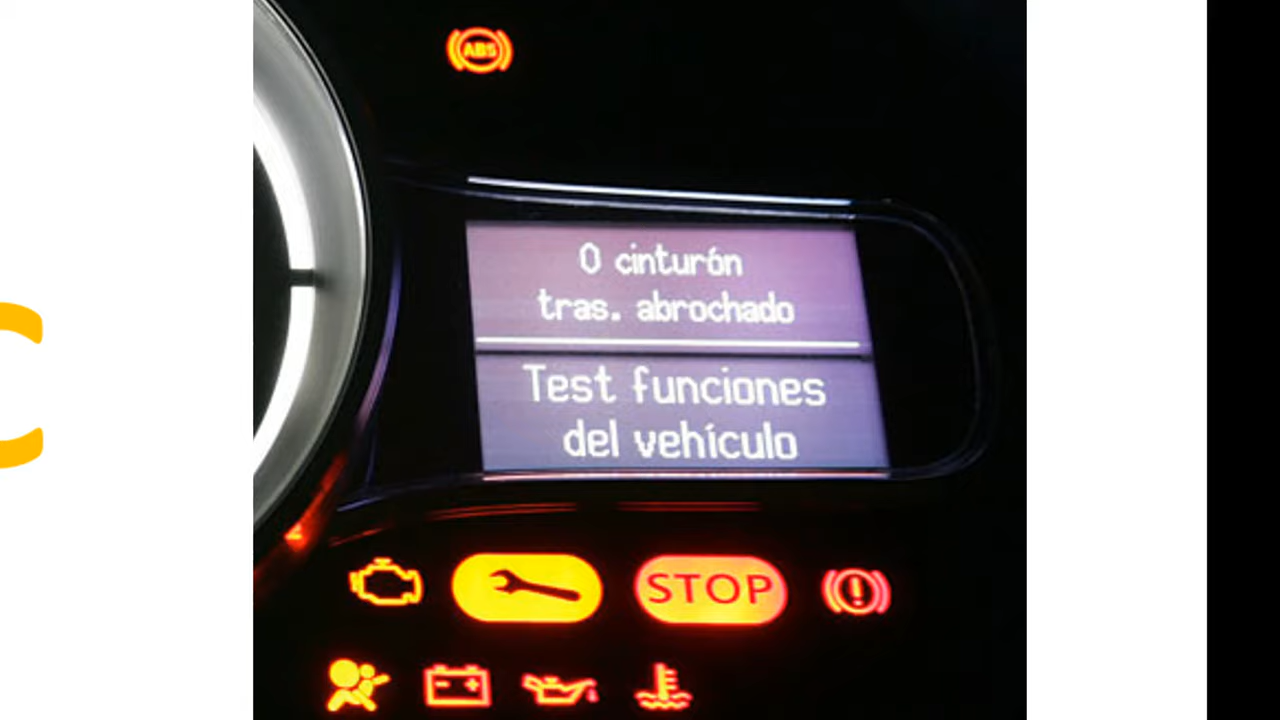 ABS
0 cinturón
tras. abrochado
Test funciones
del vehículo
STOP